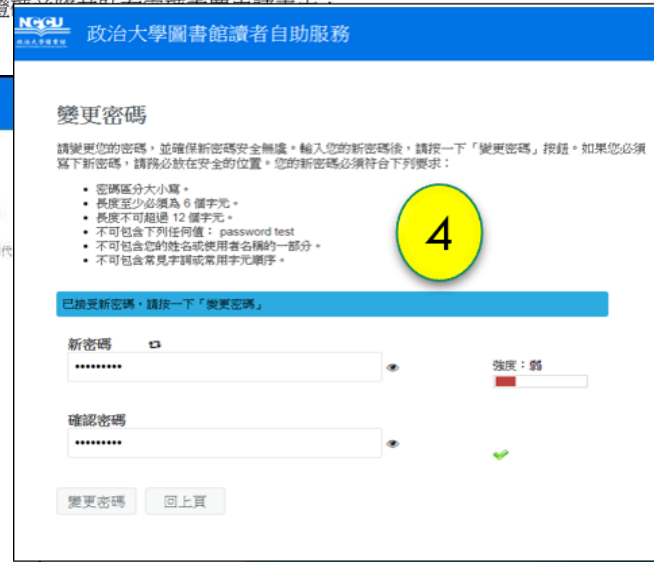 NCCU
政治大學圖書館讀者自助服務
變更密碼
請變更您的密碼，並確保新密碼安全無虞。輸入您的新密碼後，請按一下「變更密碼」按鈕。如果您必須
寫下新密碼，請務必放在安全的位置。您的新密碼必須符合下列要求：
• 密碼區分大小寫。
• 長度至少必須為 6 個字元。
• 長度不可超過 12 個字元。
• 不可包含下列任何值： password test
• 不可包含您的姓名或使用者名稱的一部分。
• 不可包含常見字詞或常用字元順序。
4
已接受新密碼，請按一下「變更密碼」
新密碼
強度：弱
確認密碼
變更密碼
回上頁